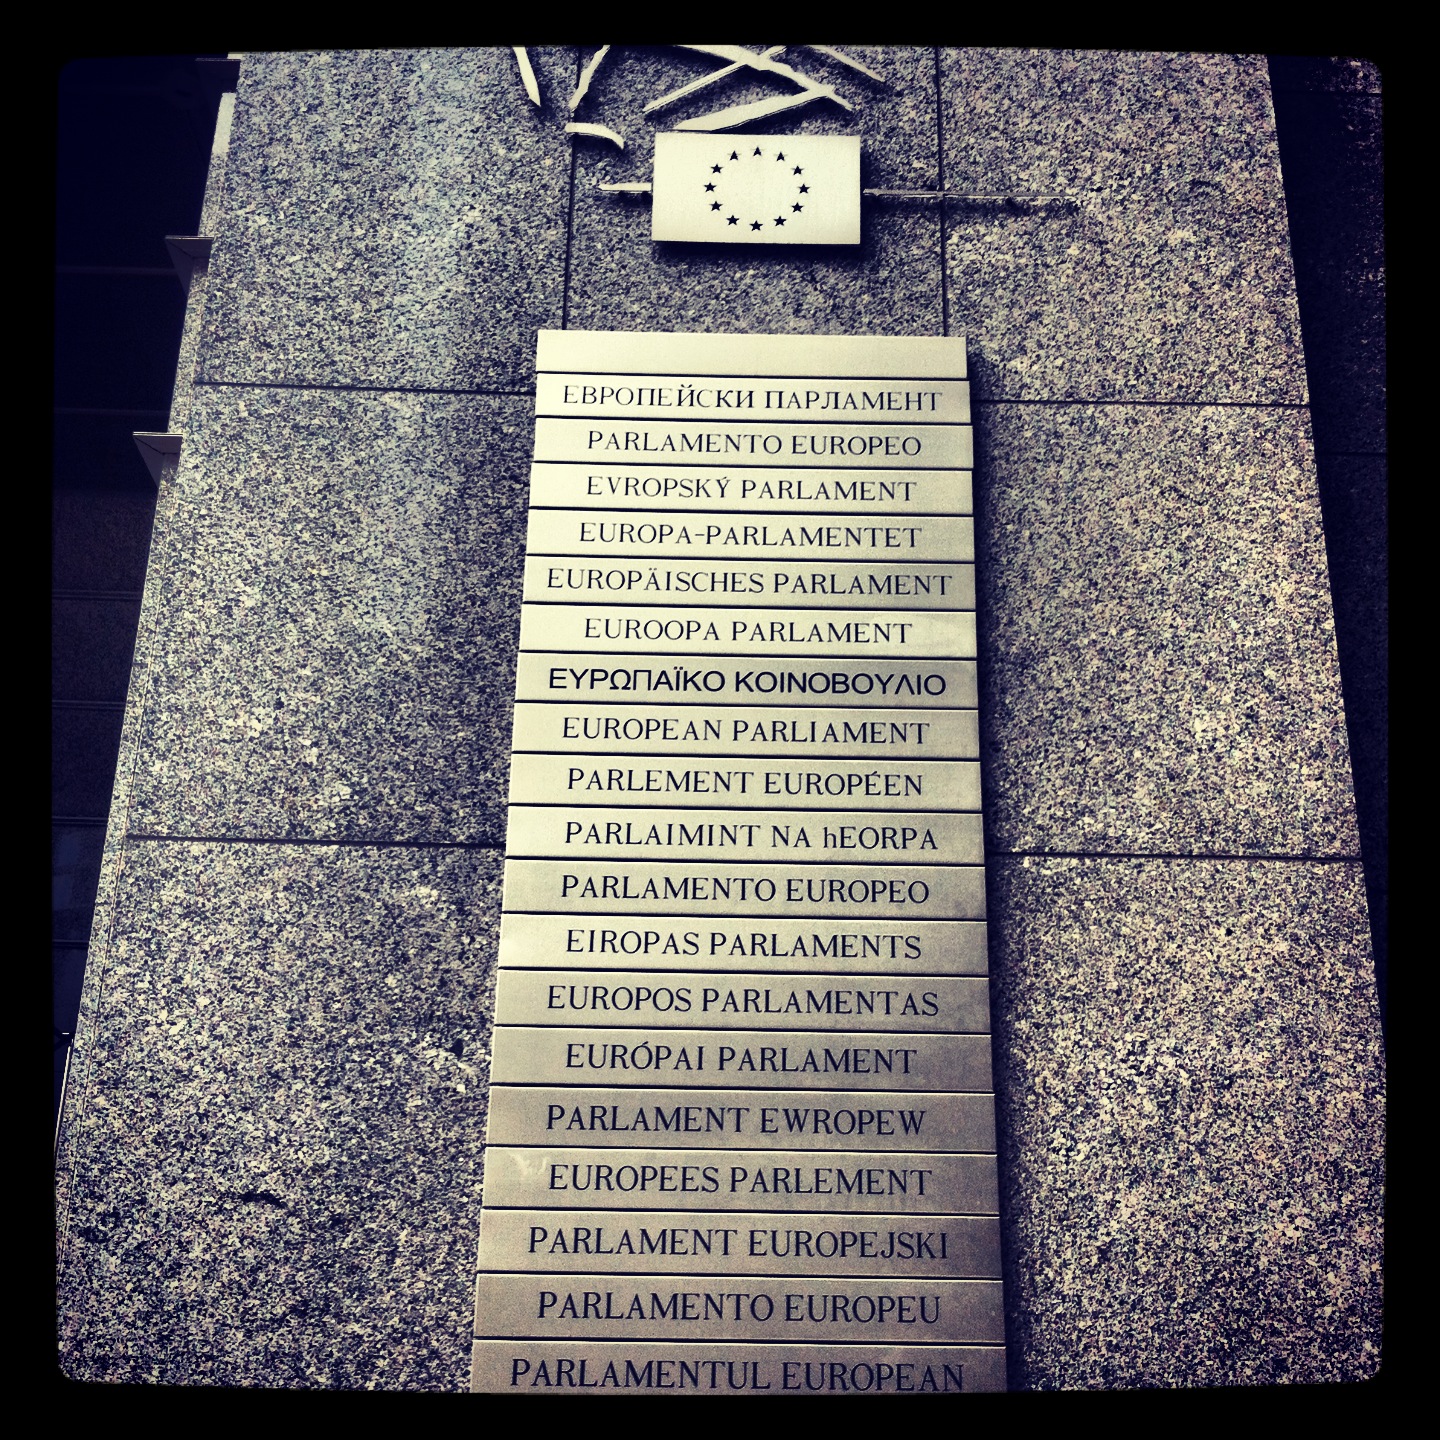 ЕВРОПЕЙСКИ ПАРЛАМЕНТ
PARLAMENTO EUROPEO
EVROPSKÝ PARLAMENT
EUROPA-PARLAMENTET
EUROPÄISCHES PARLAMENT
EUROOPA PARLAMENT
ΕΥΡΩΠΑΪΚΟ ΚΟΙΝΟΒΟΥΛΙΟ
EUROPEAN PARLIAMENT
PARLEMENT EUROPÉEN
PARLAIMINT NA hEORPA
PARLAMENTO EUROPEO
EIROPAS PARLAMENTS
EUROPOS PARLAMENTAS
EURÓPAI PARLAMENT
PARLAMENT EWROPEW
EUROPEES PARLEMENT
PARLAMENT EUROPEJSKI
PARLAMENTO EUROPEU
PARLAMENTUL EUROPEAN